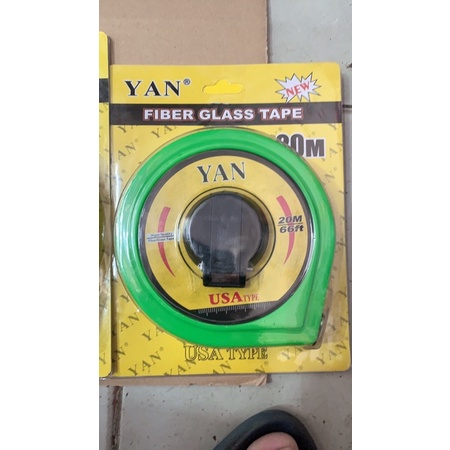 YAN®
NEW
FIBER GLASS TAPE
20M
YAN
20M
66ft
USA TYPE
USA TYPE